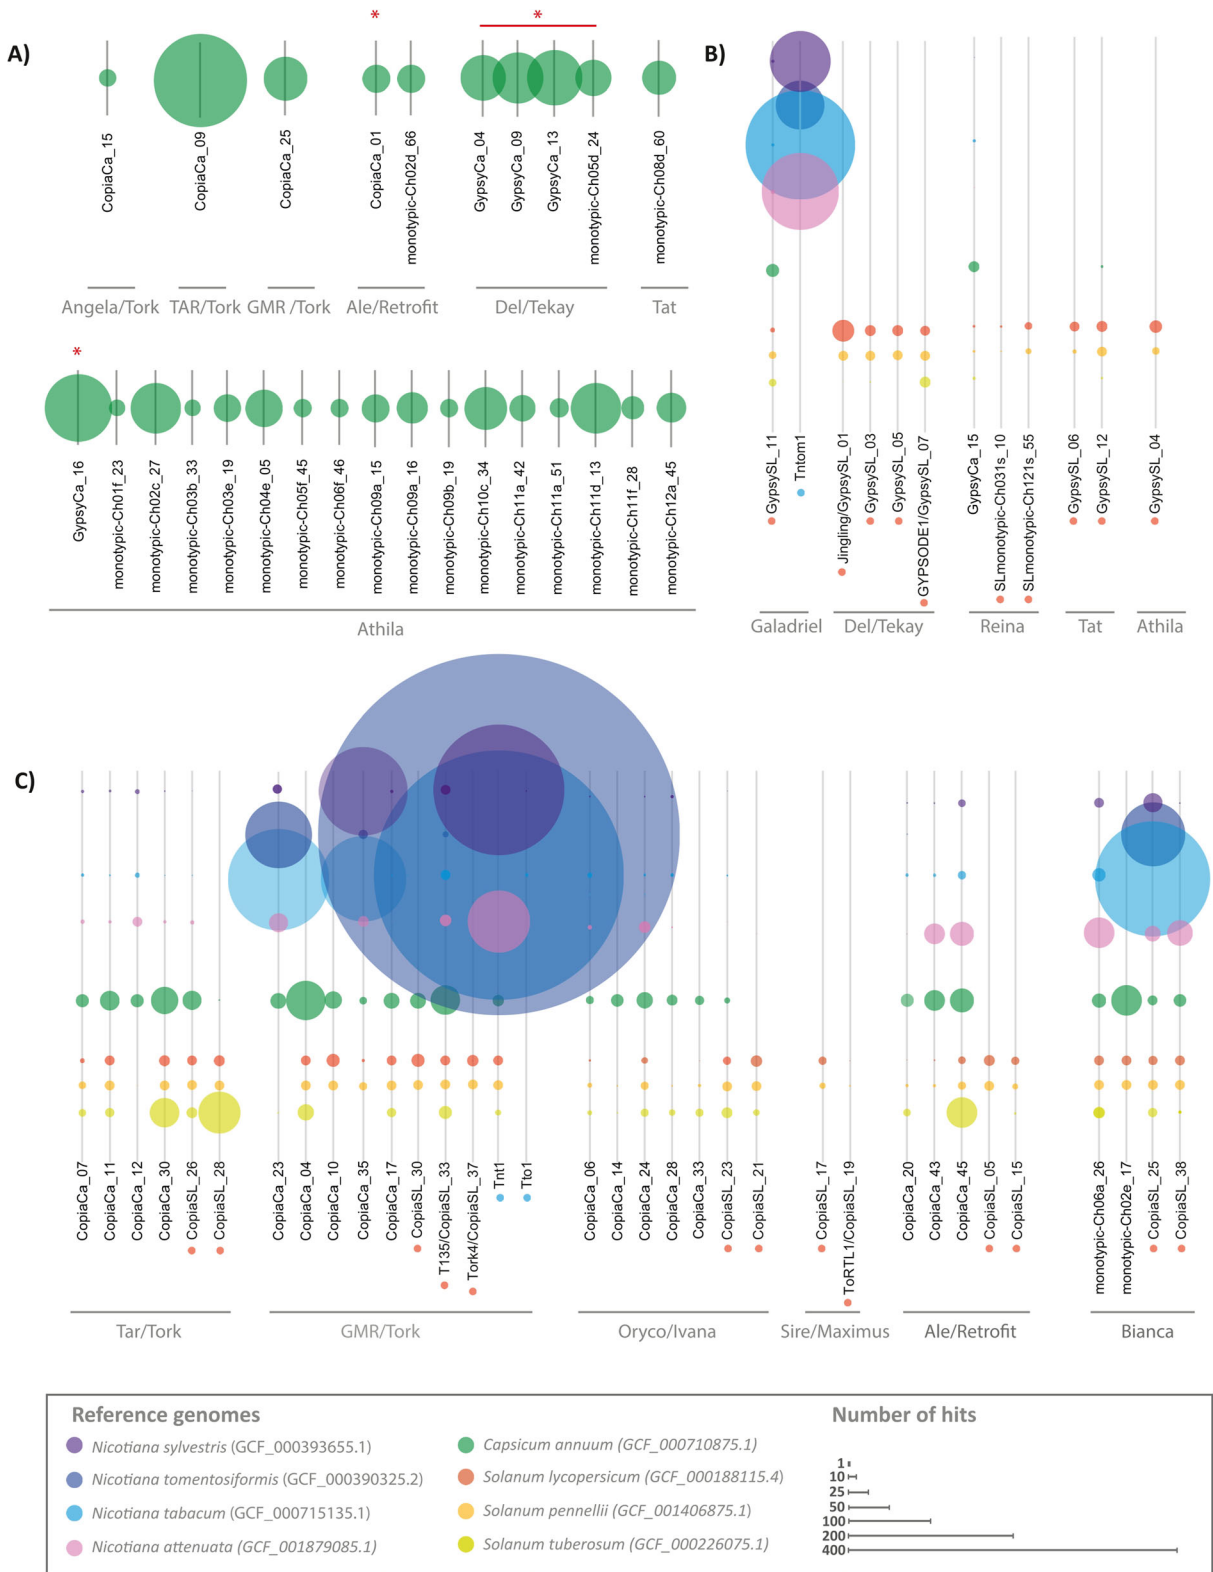 A)
*
*
CopiaCa_15
CopiaCa_09
CopiaCa_25
CopiaCa_01
monotypic-Ch02d_66
GypsyCa_04
GypsyCa_09
GypsyCa_13
monotypic-Ch05d_24
monotypic-Ch08d_60
Angela/Tork
TAR/Tork
GMR /Tork
Ale/Retrofit
Del/Tekay
Tat
*
GypsyCa_16
monotypic-Ch01f_23
monotypic-Ch02c_27
monotypic-Ch03b_33
monotypic-Ch03e_19
monotypic-Ch04e_05
monotypic-Ch05f_45
monotypic-Ch06f_46
monotypic-Ch09a_15
monotypic-Ch09a_16
monotypic-Ch09b_19
monotypic-Ch10c_34
monotypic-Ch11a_42
monotypic-Ch11a_51
monotypic-Ch11d_13
monotypic-Ch11f_28
monotypic-Ch12a_45
Athila
B)
GypsySL_11
Tntom1
Jingling/GypsySL_01
GypsySL_03
GypsySL_05
GYPSODE1/GypsySL_07
GypsyCa_15
SLmonotypic-Ch031s_10
SLmonotypic-Ch121s_55
GypsySL_06
GypsySL_12
GypsySL_04
Galadriel
Del/Tekay
Reina
Tat
Athila
C)
CopiaCa_07
CopiaCa_11
CopiaCa_12
CopiaCa_30
CopiaSL_26
CopiaSL_28
CopiaCa_23
CopiaCa_04
CopiaCa_10
CopiaCa_35
CopiaCa_17
CopiaSL_30
T135/CopiaSL_33
Tork4/CopiaSL_37
Tnt1
Tto1
CopiaCa_06
CopiaCa_14
CopiaCa_24
CopiaCa_28
CopiaCa_33
CopiaSL_23
CopiaSL_21
CopiaSL_17
ToRTL1/CopiaSL_19
CopiaCa_20
CopiaCa_43
CopiaCa_45
CopiaSL_05
CopiaSL_15
monotypic-Ch06a_26
monotypic-Ch02e_17
CopiaSL_25
CopiaSL_38
Tar/Tork
GMR/Tork
Oryco/Ivana
Sire/Maximus
Ale/Retrofit
Bianca
Reference genomes
Nicotiana sylvestris (GCF_000393655.1)
Nicotiana tomentosiformis (GCF_000390325.2)
Nicotiana tabacum (GCF_000715135.1)
Nicotiana attenuata (GCF_001879085.1)
Capsicum annuum (GCF_000710875.1)
Solanum lycopersicum (GCF_000188115.4)
Solanum pennellii (GCF_001406875.1)
Solanum tuberosum (GCF_000226075.1)
Number of hits
1
10
25
50
100
200
400